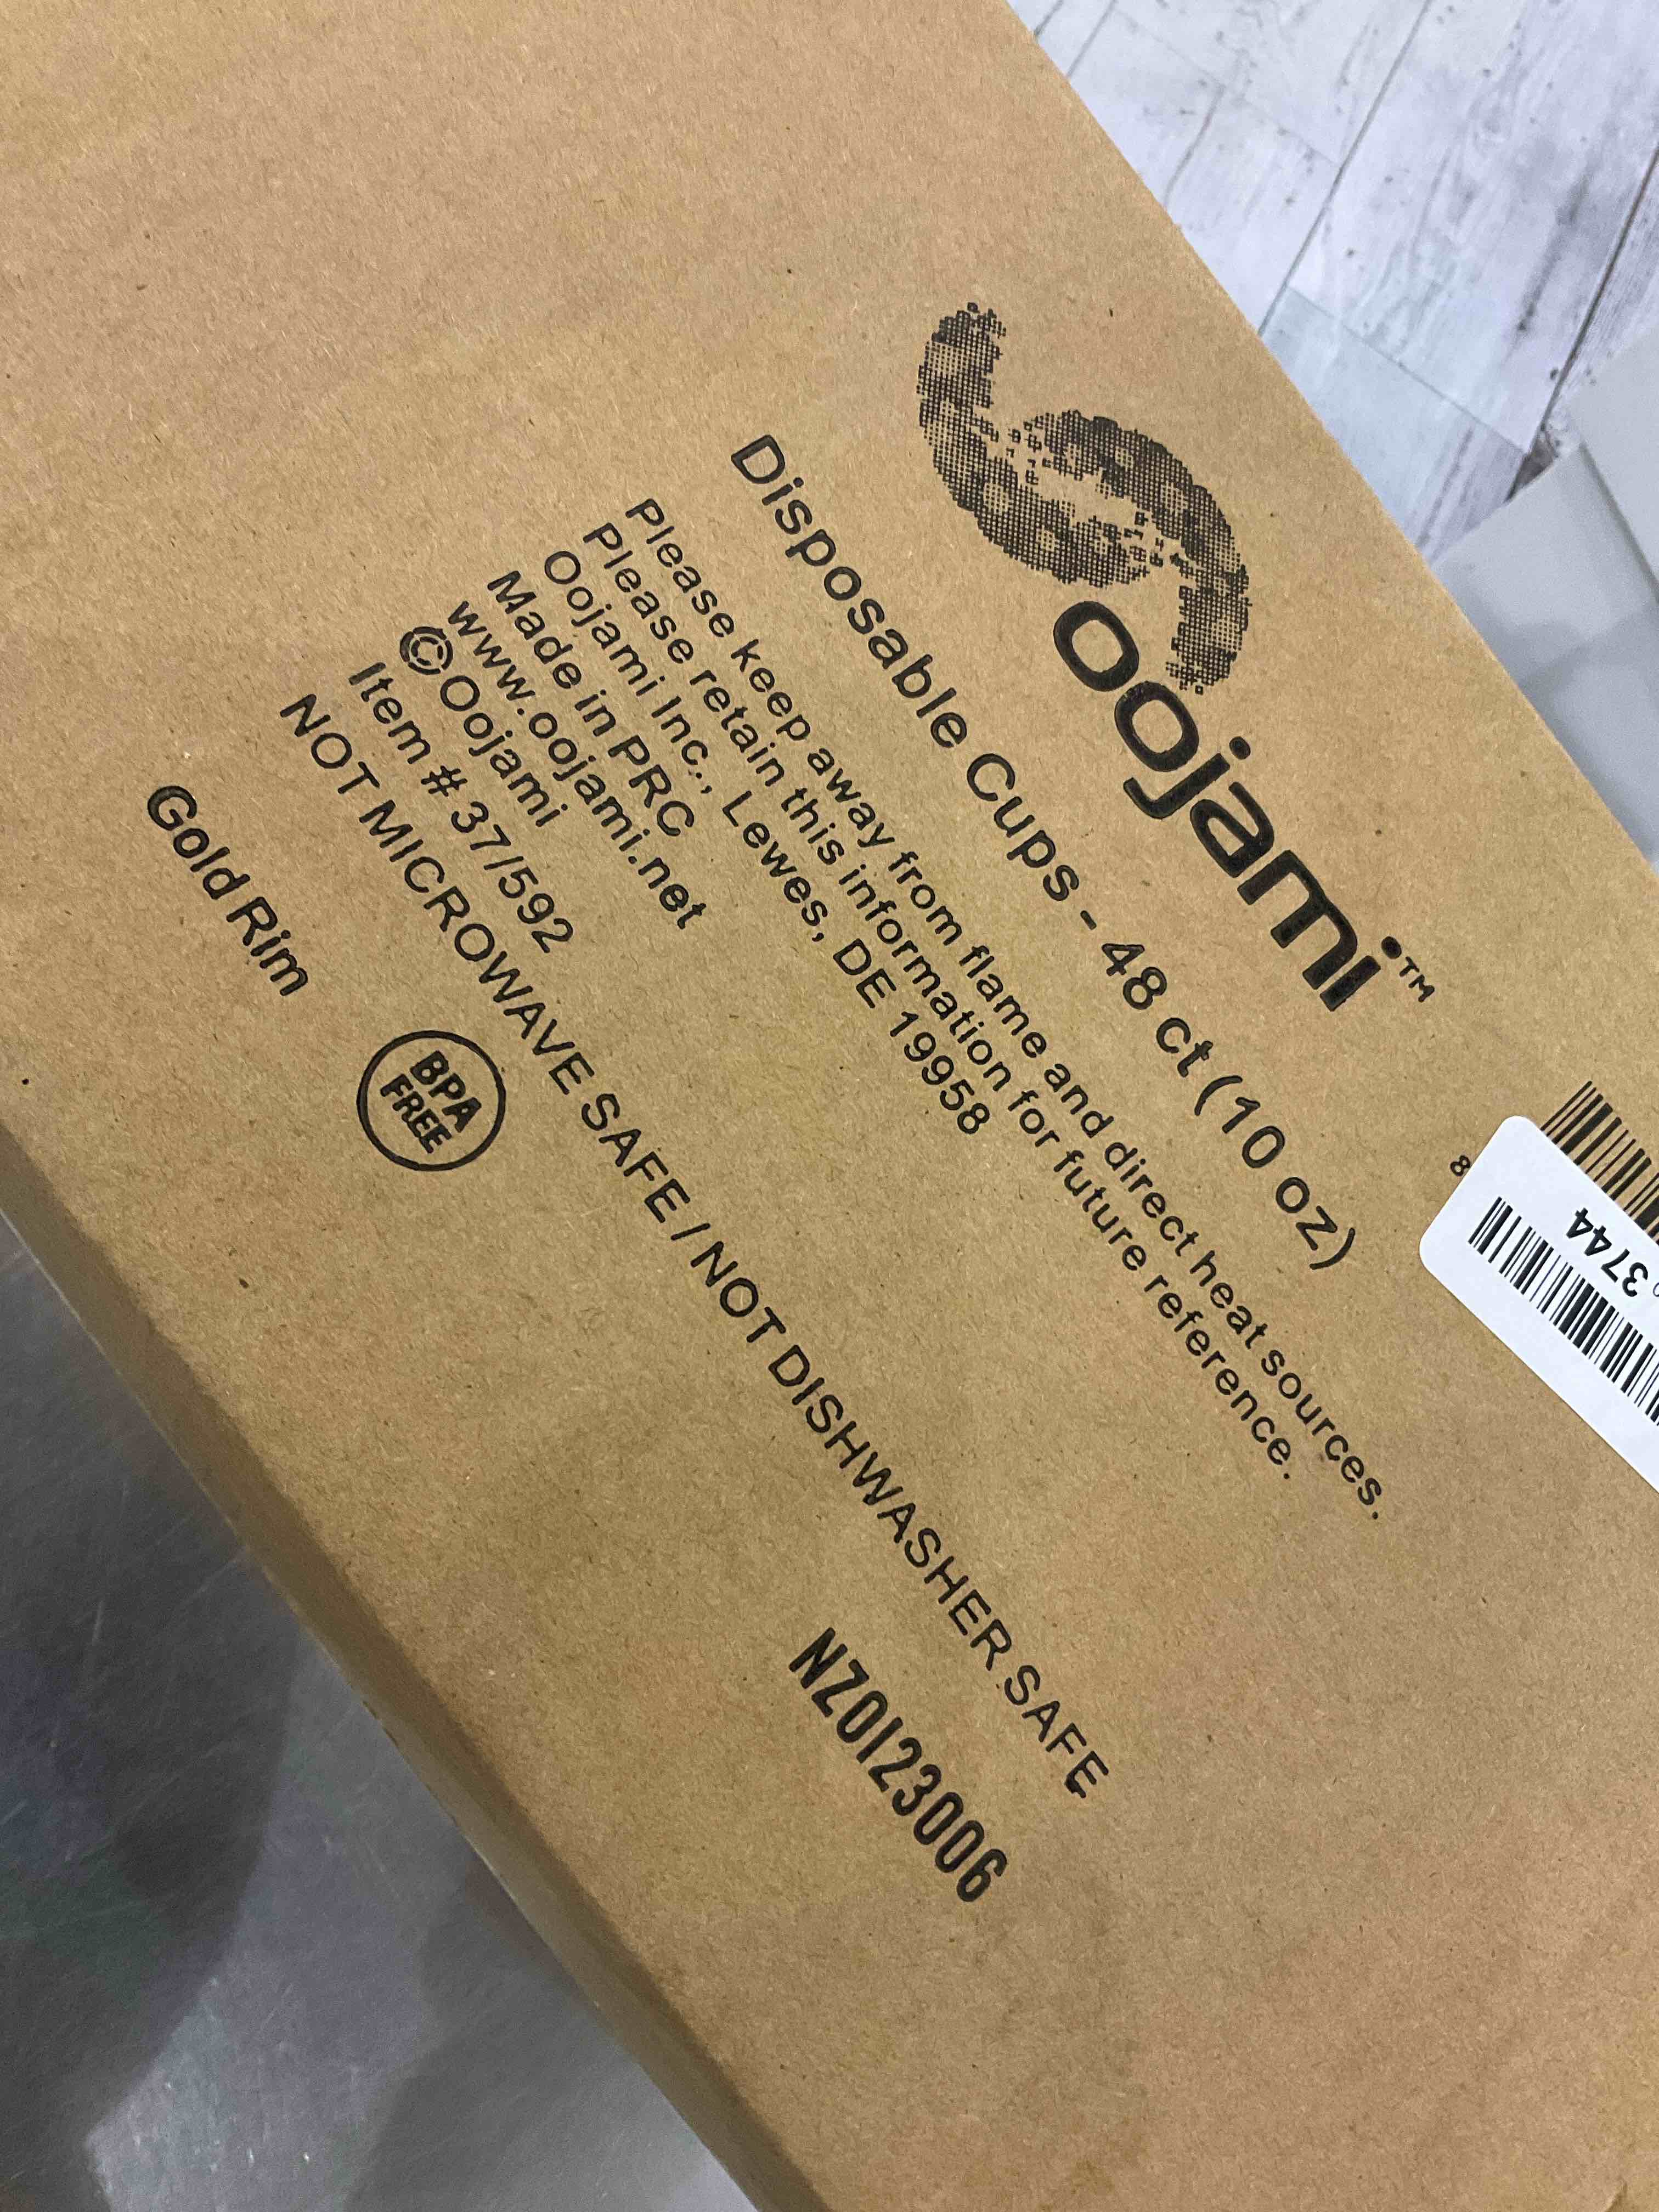 oojami™
Disposable Cups - 48 ct (10 oz)
Please keep away from flame and direct heat sources.
Please retain this information for future reference.
Oojami Inc., Lewes, DE 19958
Made in PRC
www.oojami.net
©Oojami
Item # 37/592
NOT MICROWAVE SAFE / NOT DISHWASHER SAFE
Gold Rim
BPA
FREE
NZ0123006
8
3744